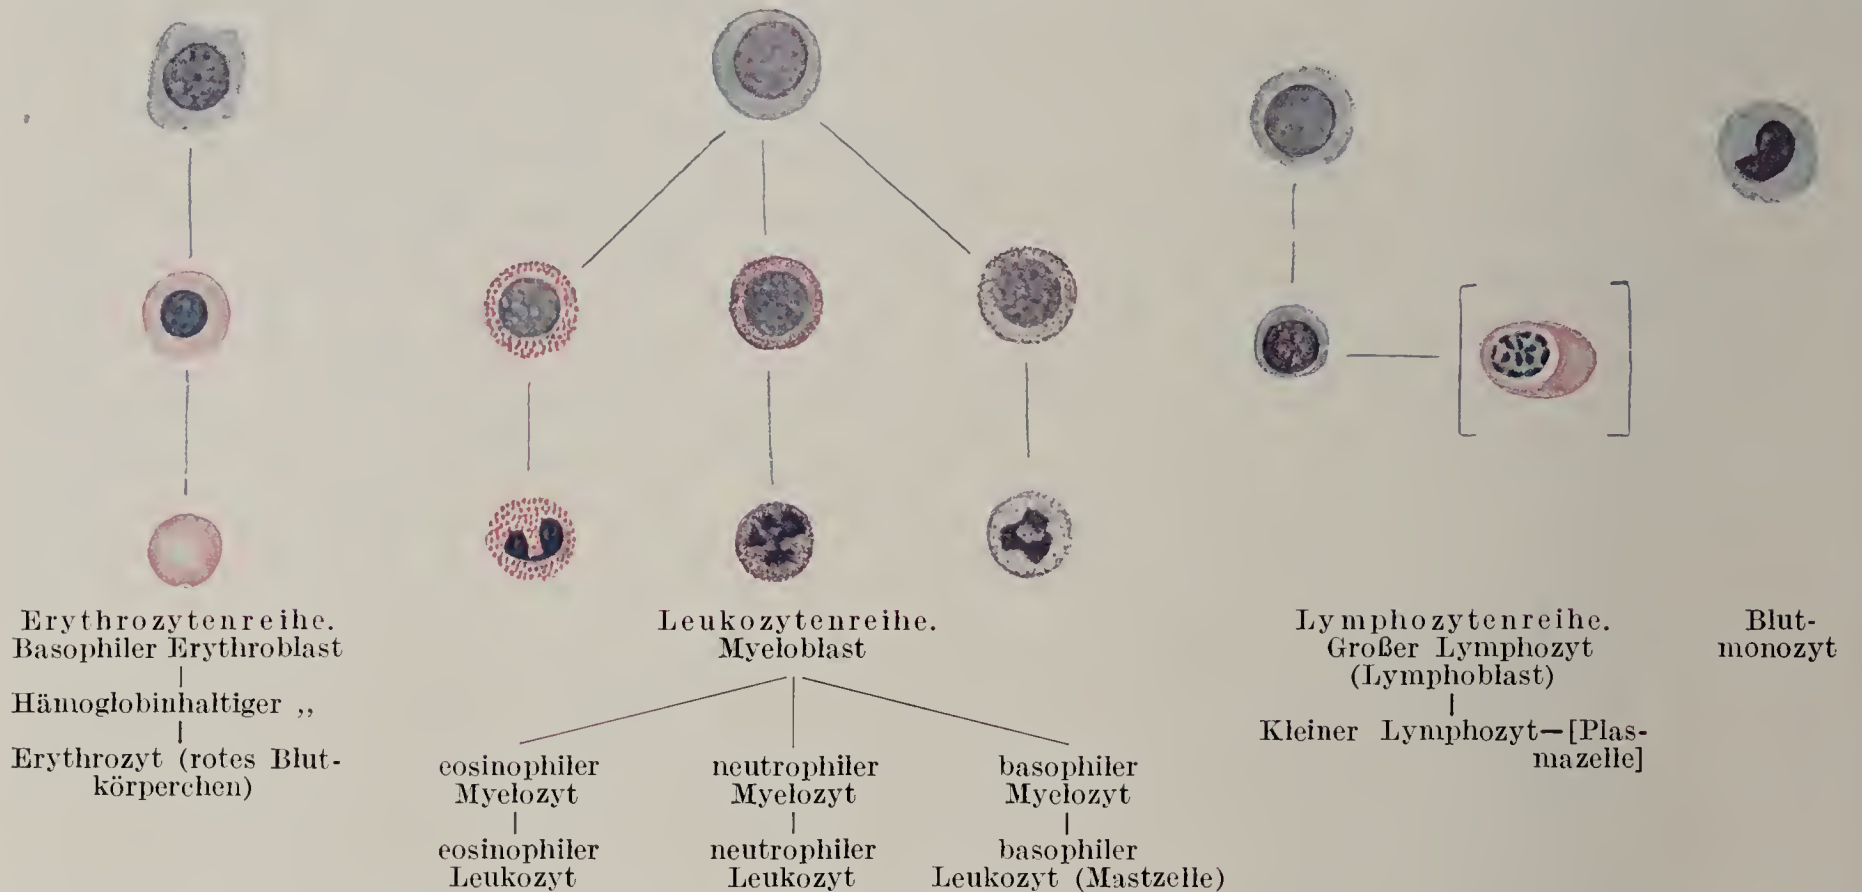 Erythrozytenreihe.
Basophiler Erythroblast
Hämoglobinhaltiger ,,
Erythrozyt (rotes Blut-
körperchen)
Leukozytenreihe.
Myeloblast
eosinophiler
Myelozyt
eosinophiler
Leukozyt
neutrophiler
Myelozyt
neutrophiler
Leukozyt
basophiler
Myelozyt
basophiler
Leukozyt (Mastzelle)
Lymphozytenreihe.
Großer Lymphozyt
(Lymphoblast)
Kleiner Lymphozyt—[Plas-
mazelle]
Blut-
monozyt